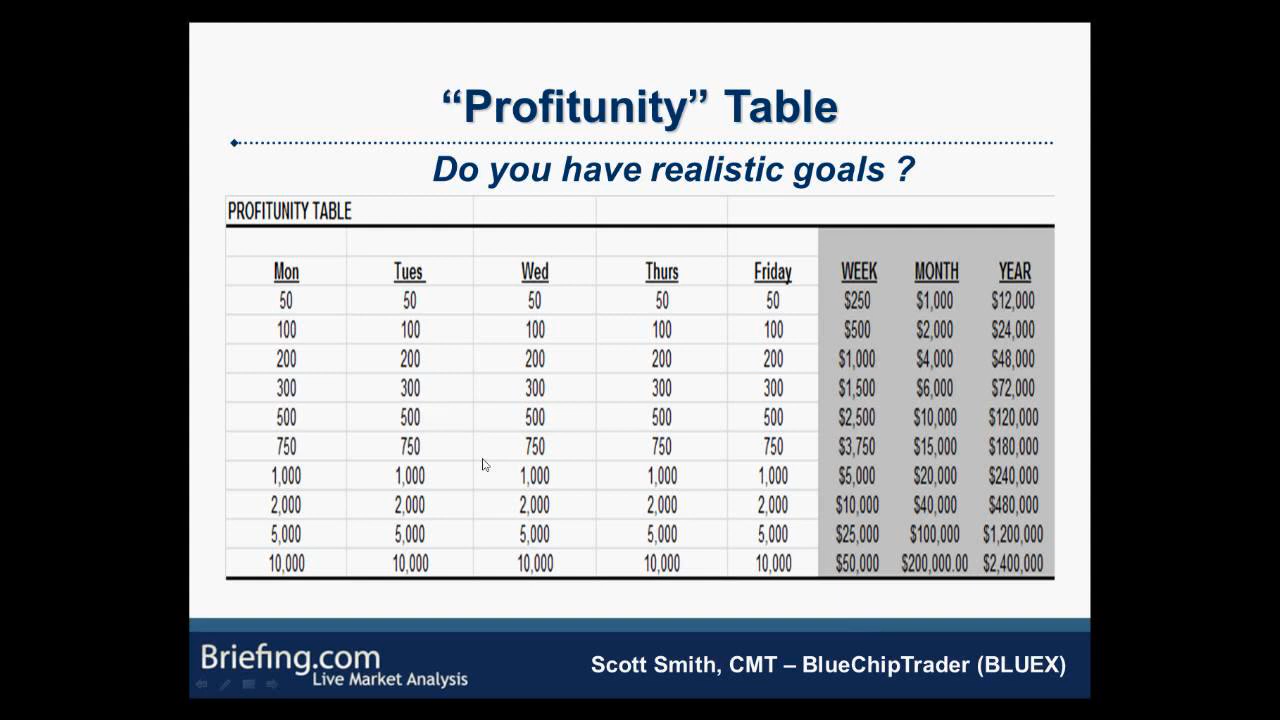 “Profitunity” Table
Do you have realistic goals ?
PROFITUNITY TABLE
Mon Tues Wed Thurs Friday WEEK MONTH YEAR
50 50 50 50 50 $250 $1,000 $12,000
100 100 100 100 100 $500 $2,000 $24,000
200 200 200 200 200 $1,000 $4,000 $48,000
300 300 300 300 300 $1,500 $6,000 $72,000
500 500 500 500 500 $2,500 $10,000 $120,000
750 750 750 750 750 $3,750 $15,000 $180,000
1,000 1,000 1,000 1,000 1,000 $5,000 $20,000 $240,000
2,000 2,000 2,000 2,000 2,000 $10,000 $40,000 $480,000
5,000 5,000 5,000 5,000 5,000 $25,000 $100,000 $1,200,000
10,000 10,000 10,000 10,000 10,000 $50,000 $200,000.00 $2,400,000
Briefing.com
Live Market Analysis
Scott Smith, CMT – BlueChipTrader (BLUEX)